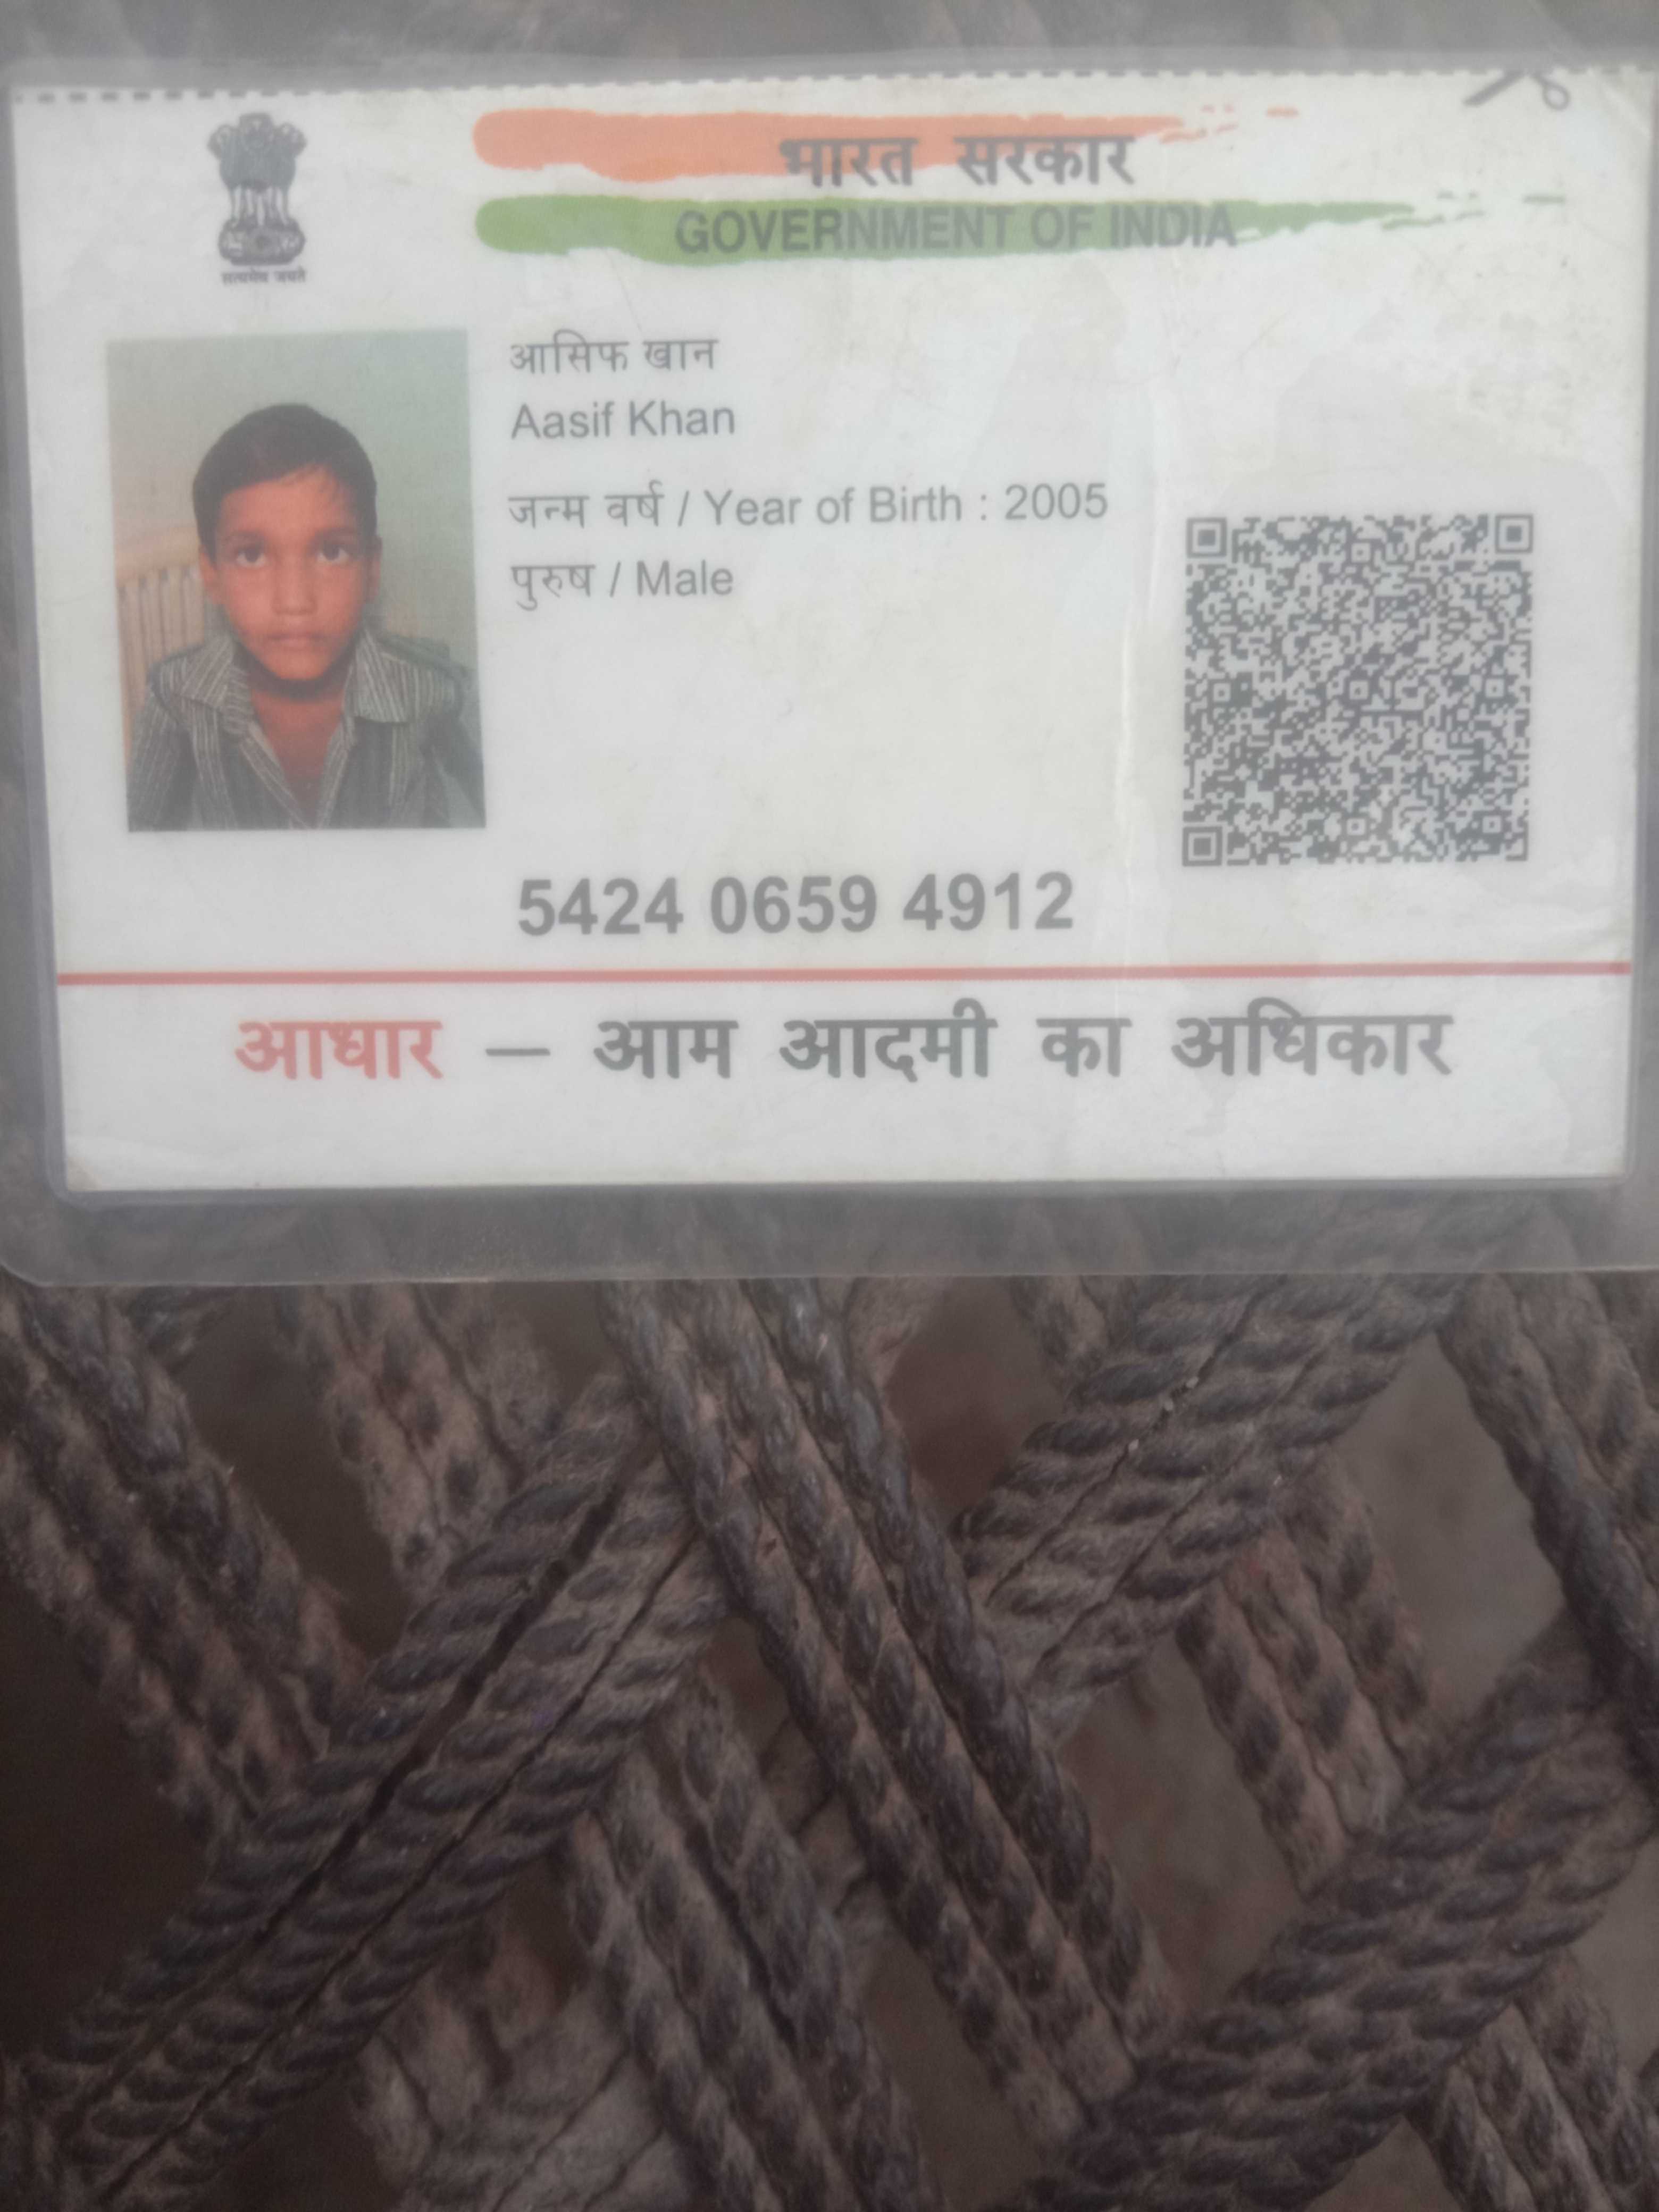 भारत सरकार
GOVERNMENT OF INDIA
सत्यमेव जयते
आसिफ खान
Aasif Khan
जन्म वर्ष / Year of Birth : 2005
पुरुष / Male
5424 0659 4912
आधार — आम आदमी का अधिकार